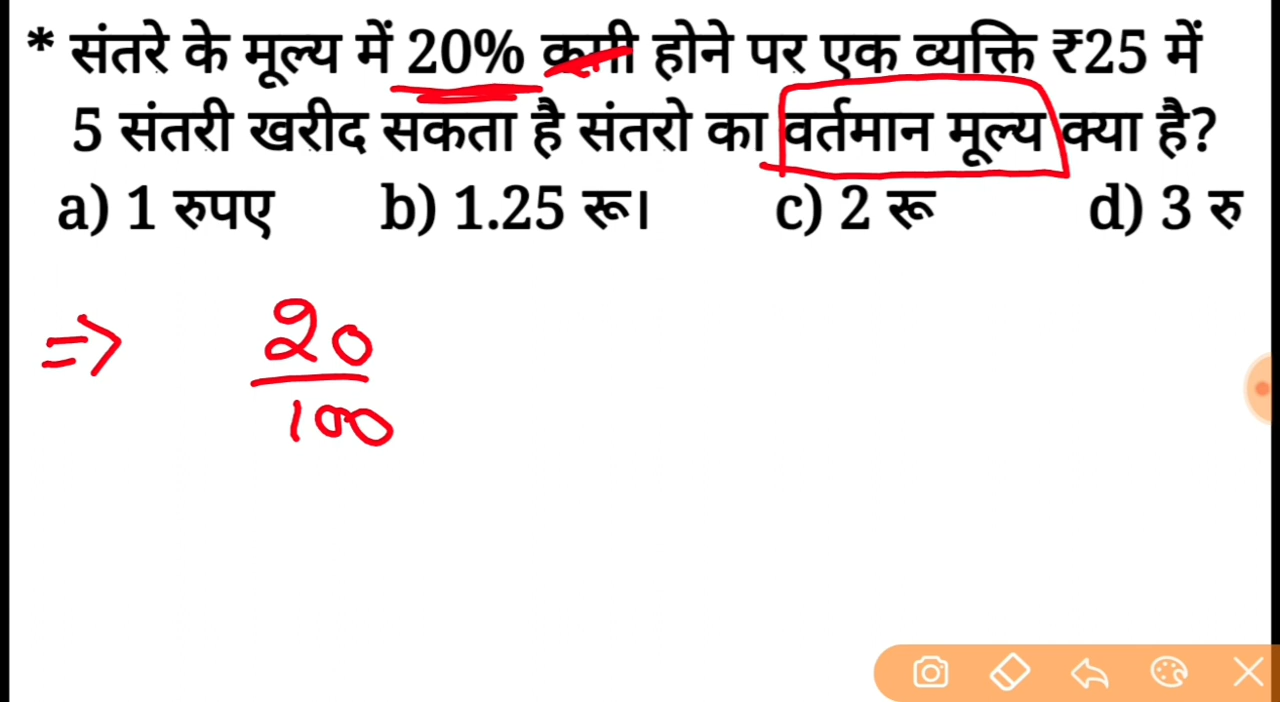 * संतरे के मूल्य में 20% कमी होने पर एक व्यक्ति ₹25 में
5 संतरी खरीद सकता है संतरो का वर्तमान मूल्य क्या है?
a) 1 रुपए b) 1.25 रू। c) 2 रू d) 3 रु
=> 20
100